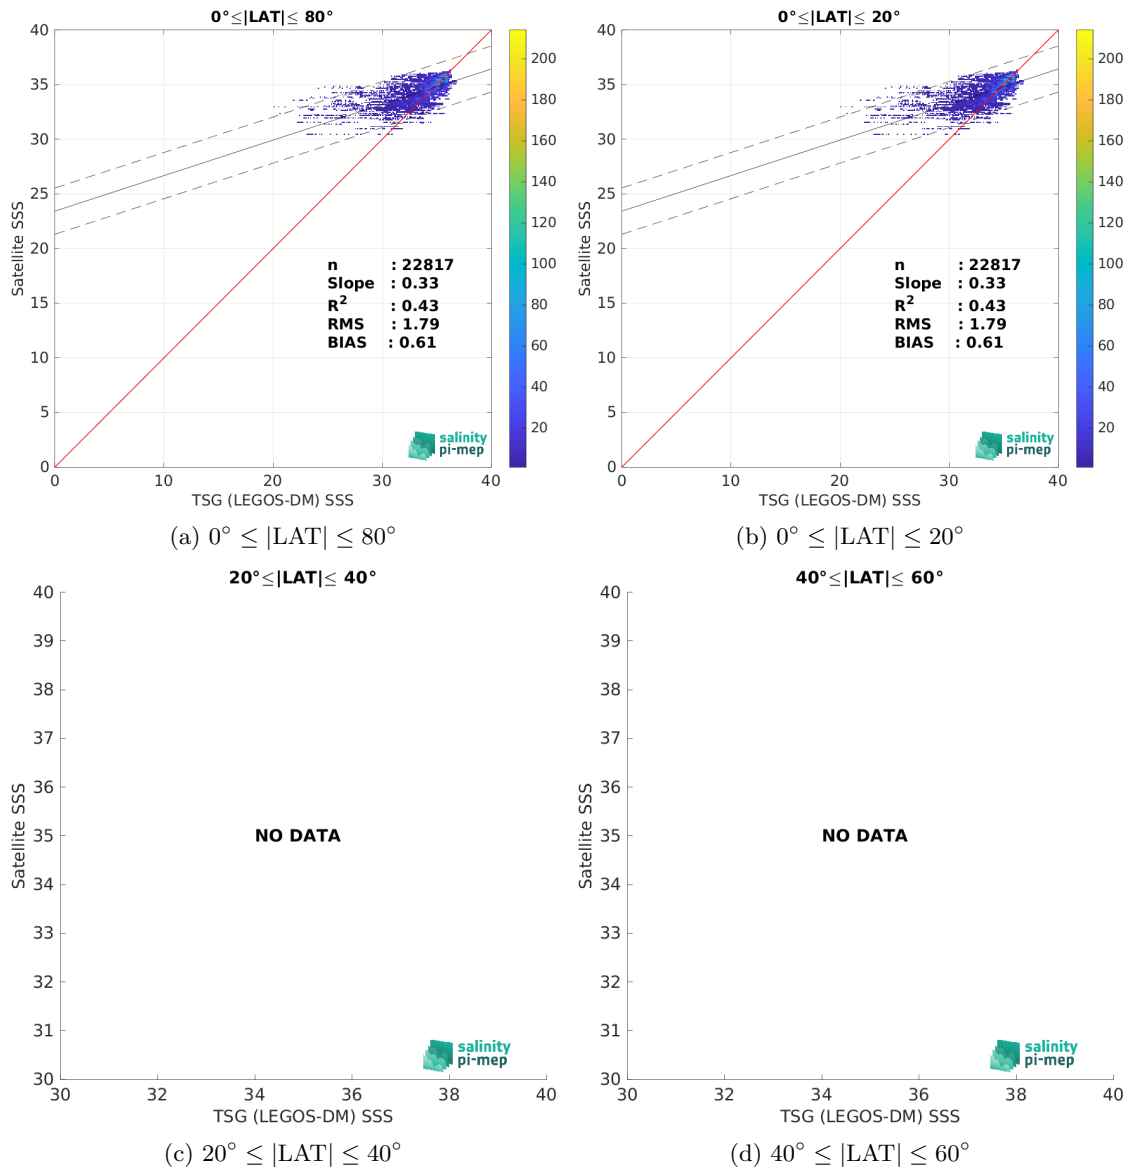 0°≤|LAT|≤ 80°
40
35
30
25
20
15
10
5
0
Satellite SSS
n : 22817
Slope : 0.33
R² : 0.43
RMS : 1.79
BIAS : 0.61
salinity
pi-mep
0 10 20 30 40
TSG (LEGOS-DM) SSS
200
180
160
140
120
100
80
60
40
20
(a) 0° ≤ |LAT| ≤ 80°
0°≤|LAT|≤ 20°
40
35
30
25
20
15
10
5
0
Satellite SSS
n : 22817
Slope : 0.33
R² : 0.43
RMS : 1.79
BIAS : 0.61
salinity
pi-mep
0 10 20 30 40
TSG (LEGOS-DM) SSS
200
180
160
140
120
100
80
60
40
20
(b) 0° ≤ |LAT| ≤ 20°
20°≤|LAT|≤ 40°
40
39
38
37
36
35
34
33
32
31
30
Satellite SSS
NO DATA
salinity
pi-mep
30 32 34 36 38 40
TSG (LEGOS-DM) SSS
(c) 20° ≤ |LAT| ≤ 40°
40°≤|LAT|≤ 60°
40
39
38
37
36
35
34
33
32
31
30
Satellite SSS
NO DATA
salinity
pi-mep
30 32 34 36 38 40
TSG (LEGOS-DM) SSS
(d) 40° ≤ |LAT| ≤ 60°